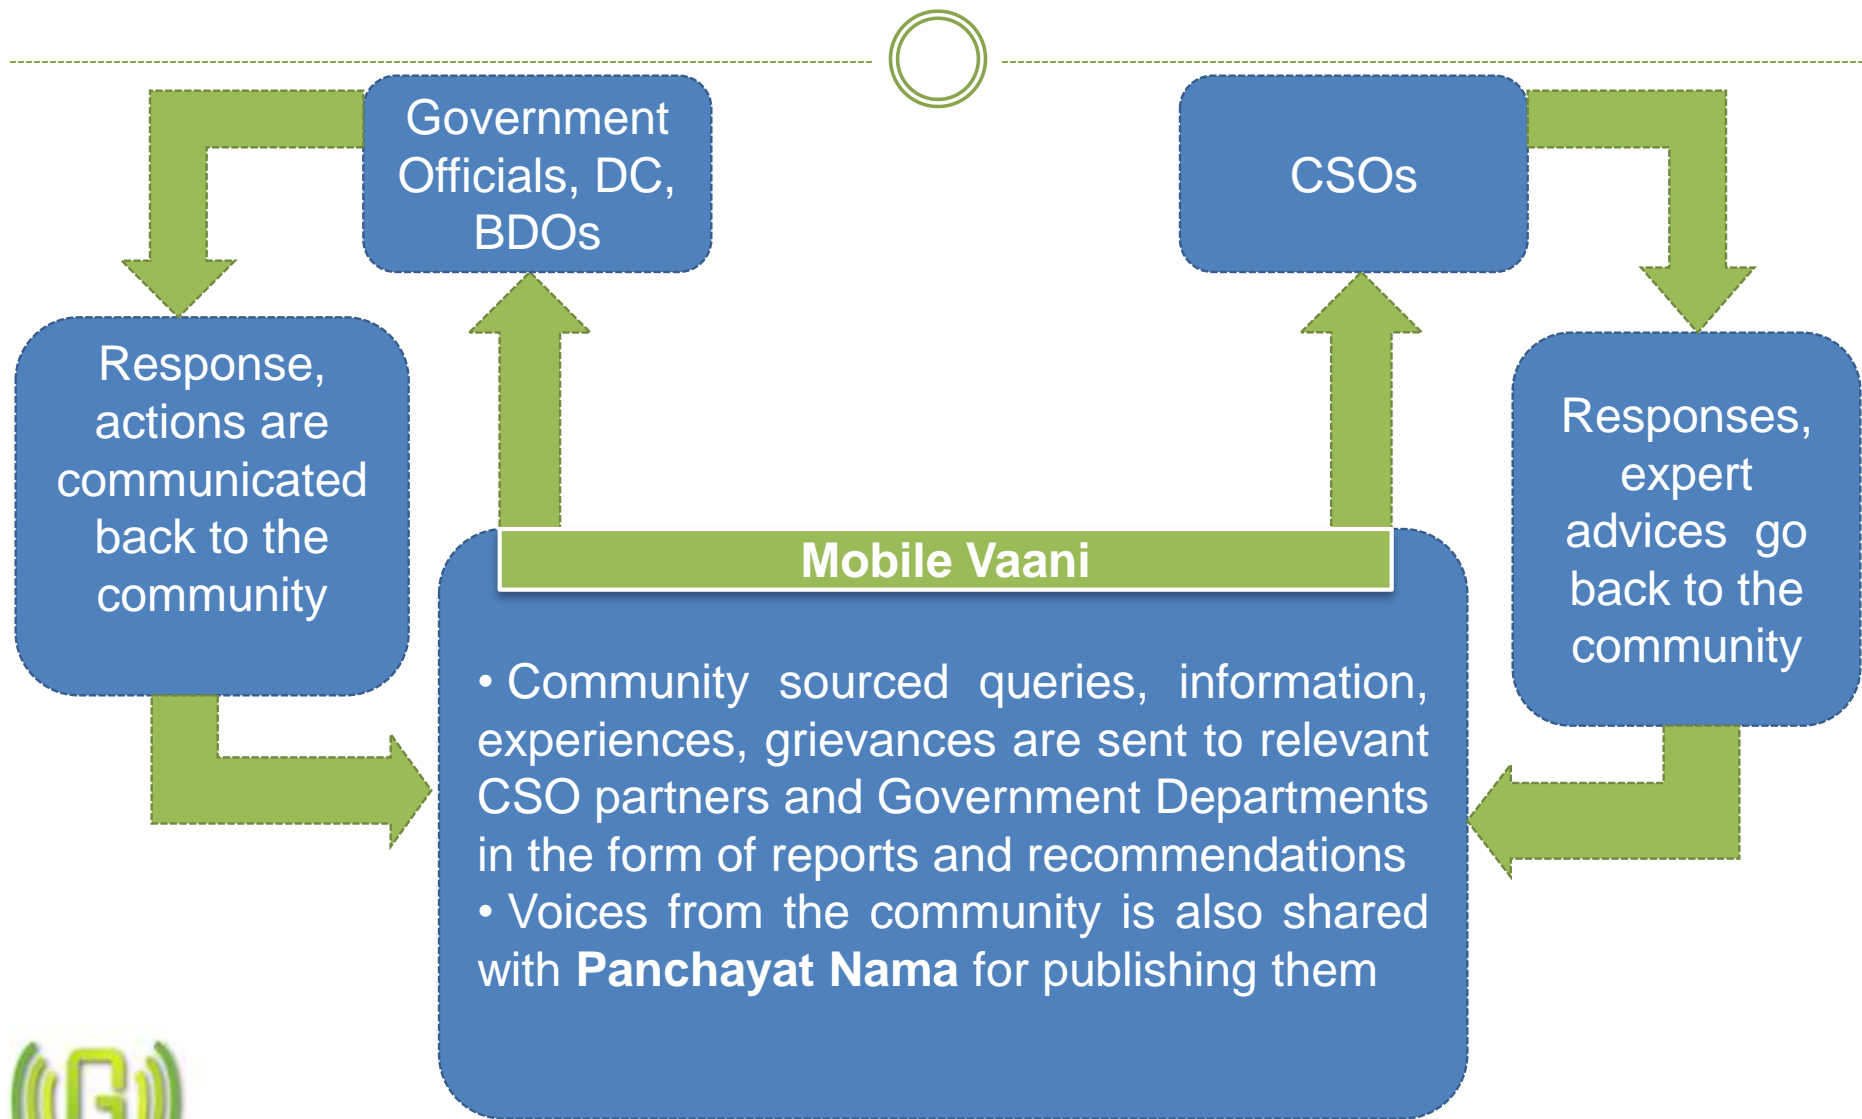 Government
Officials, DC,
BDOs
CSOs
Response,
actions are
communicated
back to the
community
Responses,
expert
advices go
back to the
community
Mobile Vaani
• Community sourced queries, information,
experiences, grievances are sent to relevant
CSO partners and Government Departments
in the form of reports and recommendations
• Voices from the community is also shared
with Panchayat Nama for publishing them
G